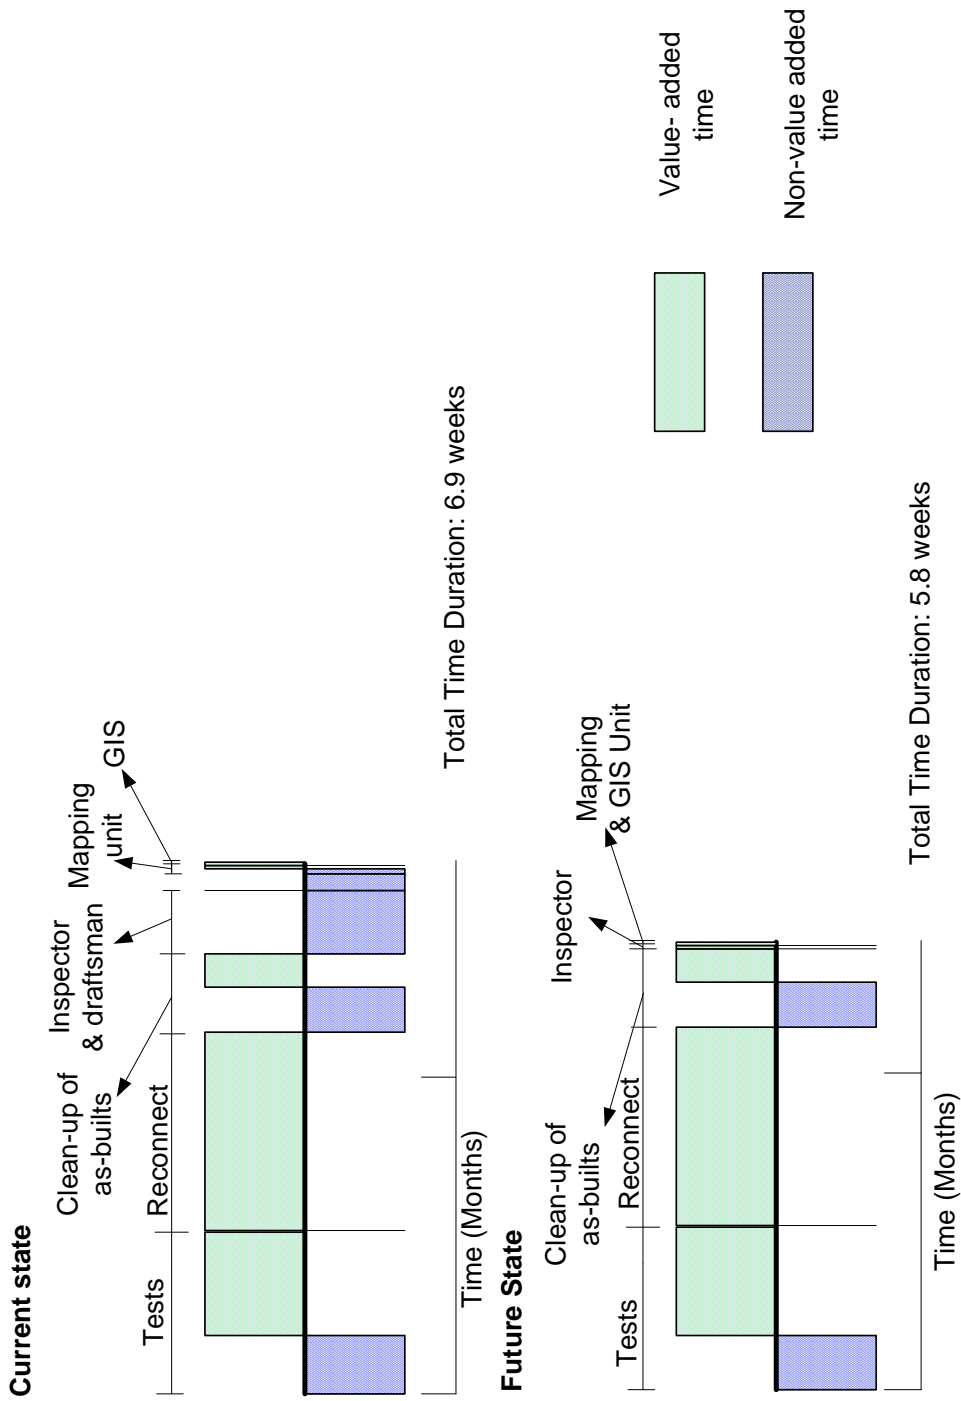 Current state
Clean-up of
as-builts
Inspector
& draftsman
Mapping
unit
GIS
Tests
Reconnect
Time (Months)
Total Time Duration: 6.9 weeks
Future State
Clean-up of
as-builts
Inspector
Mapping
& GIS Unit
Tests
Reconnect
Time (Months)
Total Time Duration: 5.8 weeks
Value- added
time
Non-value added
time